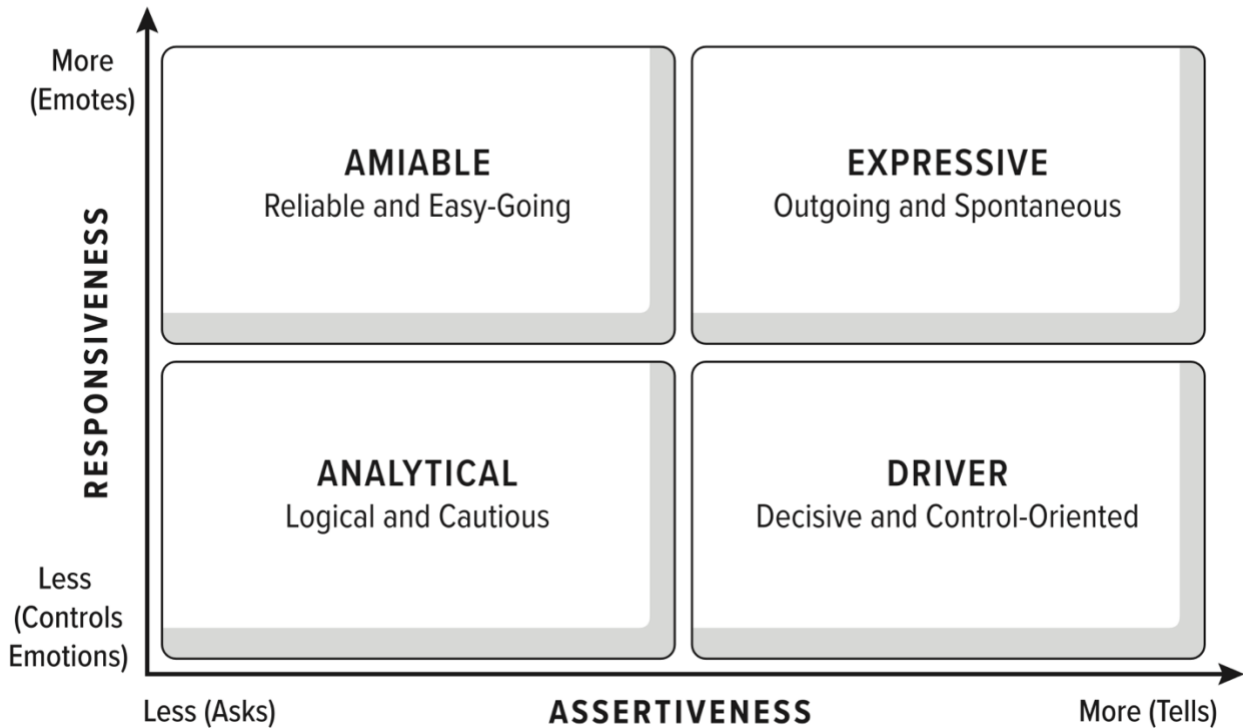 More
(Emotes)
AMIABLE
Reliable and Easy-Going
EXPRESSIVE
Outgoing and Spontaneous
RESPONSIVENESS
ANALYTICAL
Logical and Cautious
DRIVER
Decisive and Control-Oriented
Less
(Controls
Emotions)
Less (Asks)
ASSERTIVENESS
More (Tells)